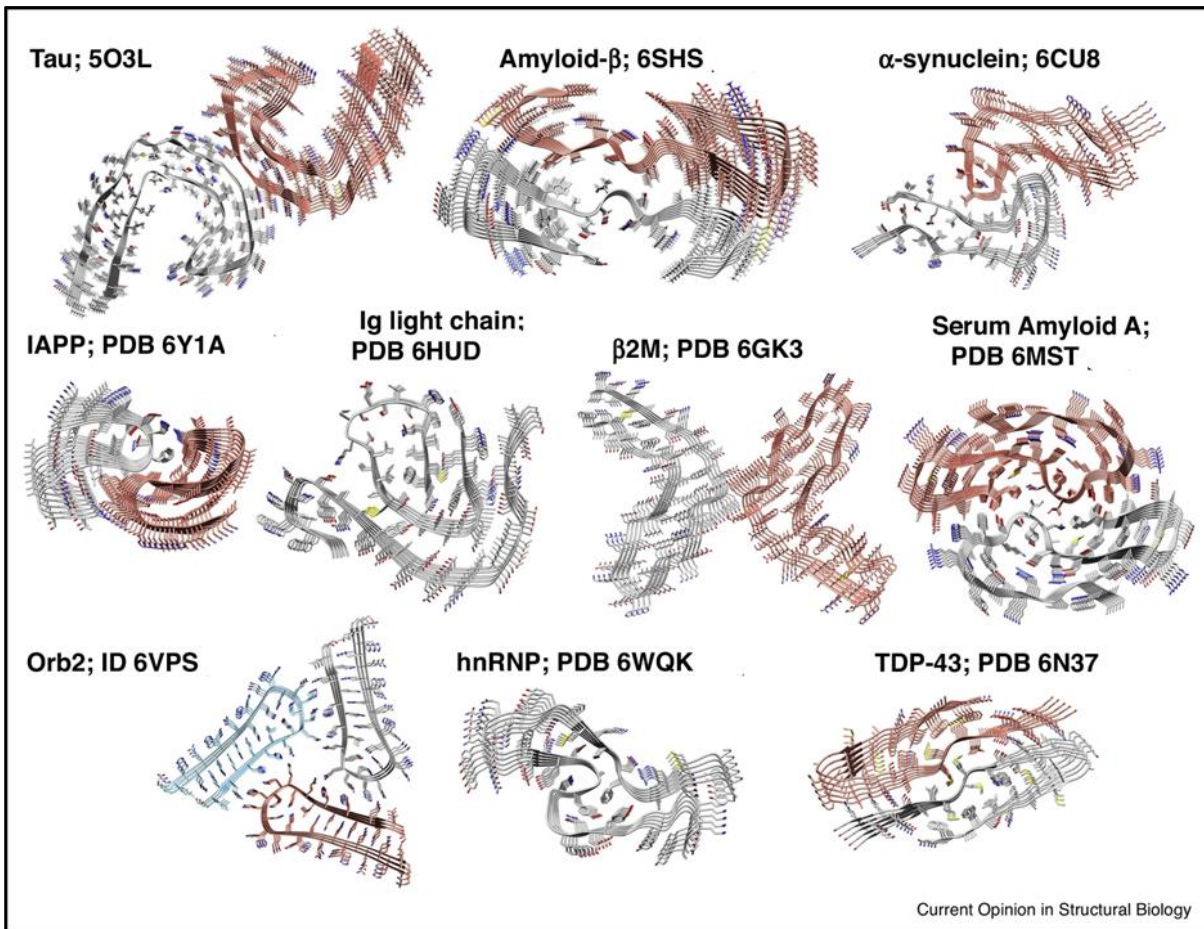 Tau; 5O3L
Amyloid-β; 6SHS
α-synuclein; 6CU8
IAPP; PDB 6Y1A
Ig light chain;
PDB 6HUD
β2M; PDB 6GK3
Serum Amyloid A;
PDB 6MST
Orb2; ID 6VPS
hnRNP; PDB 6WQK
TDP-43; PDB 6N37
Current Opinion in Structural Biology